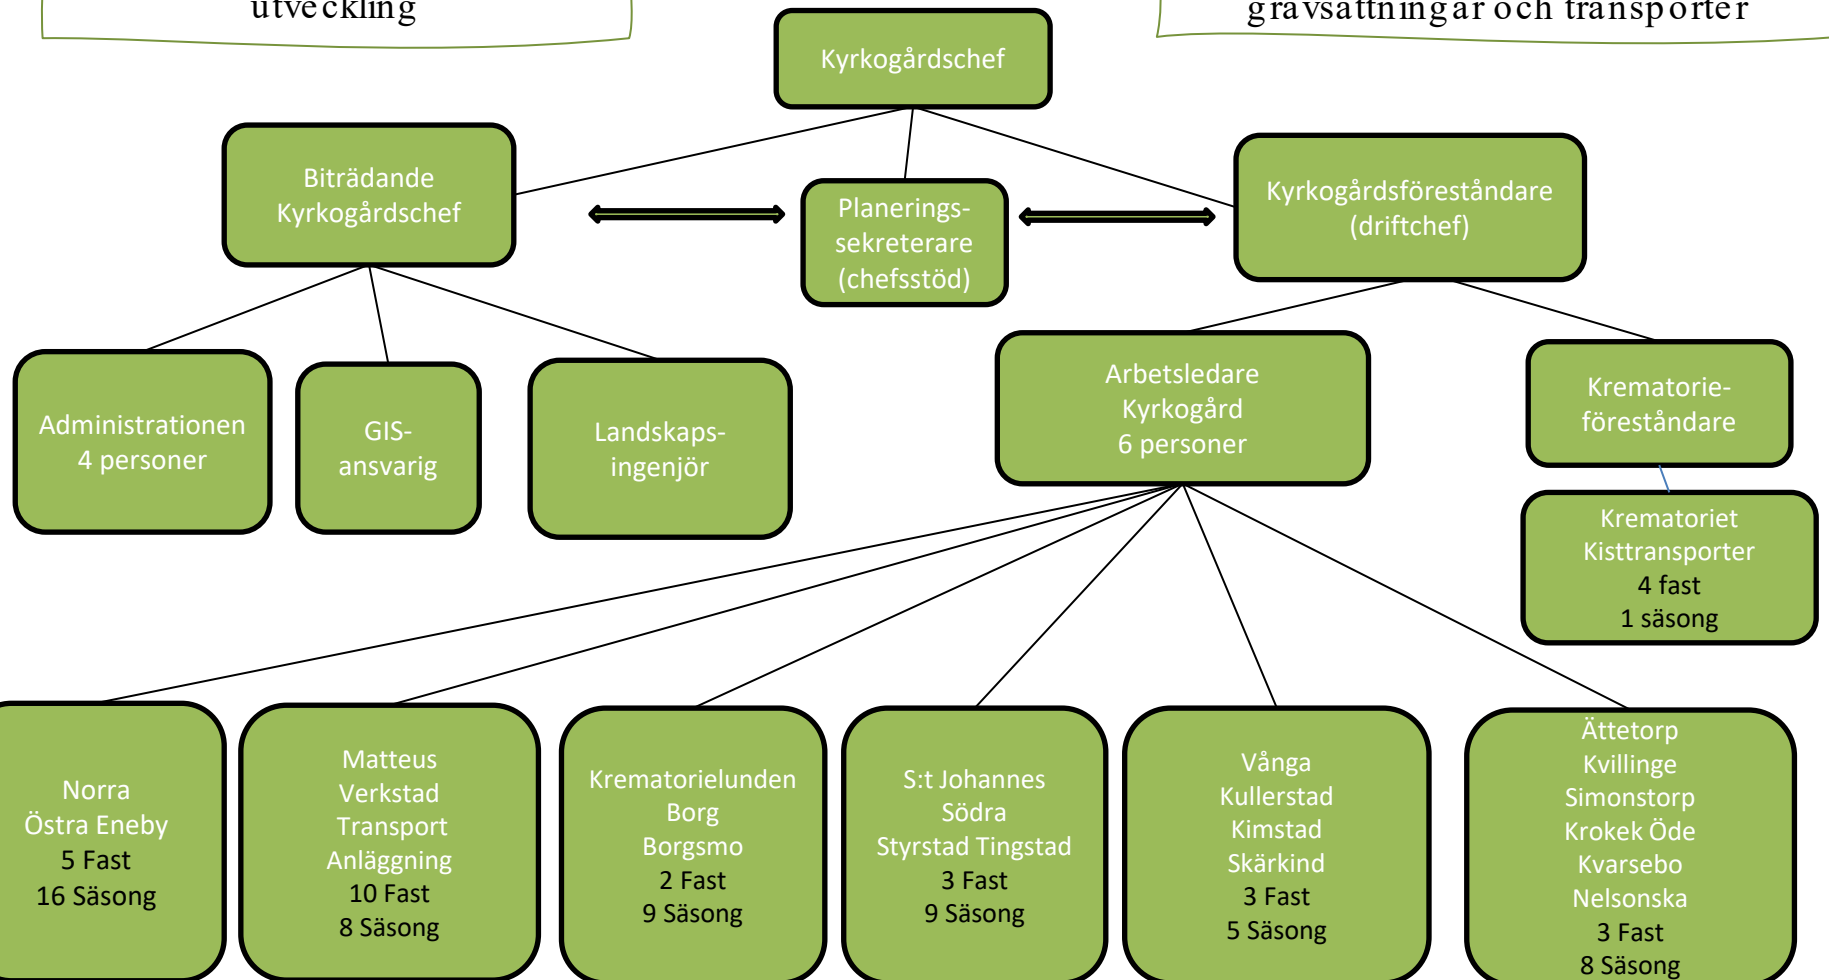 utveckling
gravsättningar och transporter
Kyrkogårdschef
Biträdande
Kyrkogårdschef
Planerings-
sekreterare
(chefsstöd)
Kyrkogårdsföreståndare
(driftchef)
Administrationen
4 personer
GIS-
ansvarig
Landskaps-
ingenjör
Arbetsledare
Kyrkogård
6 personer
Krematorie-
föreståndare
Krematoriet
Kisttransporter
4 fast
1 säsong
Norra
Östra Eneby
5 Fast
16 Säsong
Matteus
Verkstad
Transport
Anläggning
10 Fast
8 Säsong
Krematorielunden
Borg
Borgsmo
2 Fast
9 Säsong
S:t Johannes
Södra
Styrstad Tingstad
3 Fast
9 Säsong
Vånga
Kullerstad
Kimstad
Skärkind
3 Fast
5 Säsong
Ättetorp
Kvillinge
Simonstorp
Krokek Öde
Kvarsebo
Nelsonska
3 Fast
8 Säsong